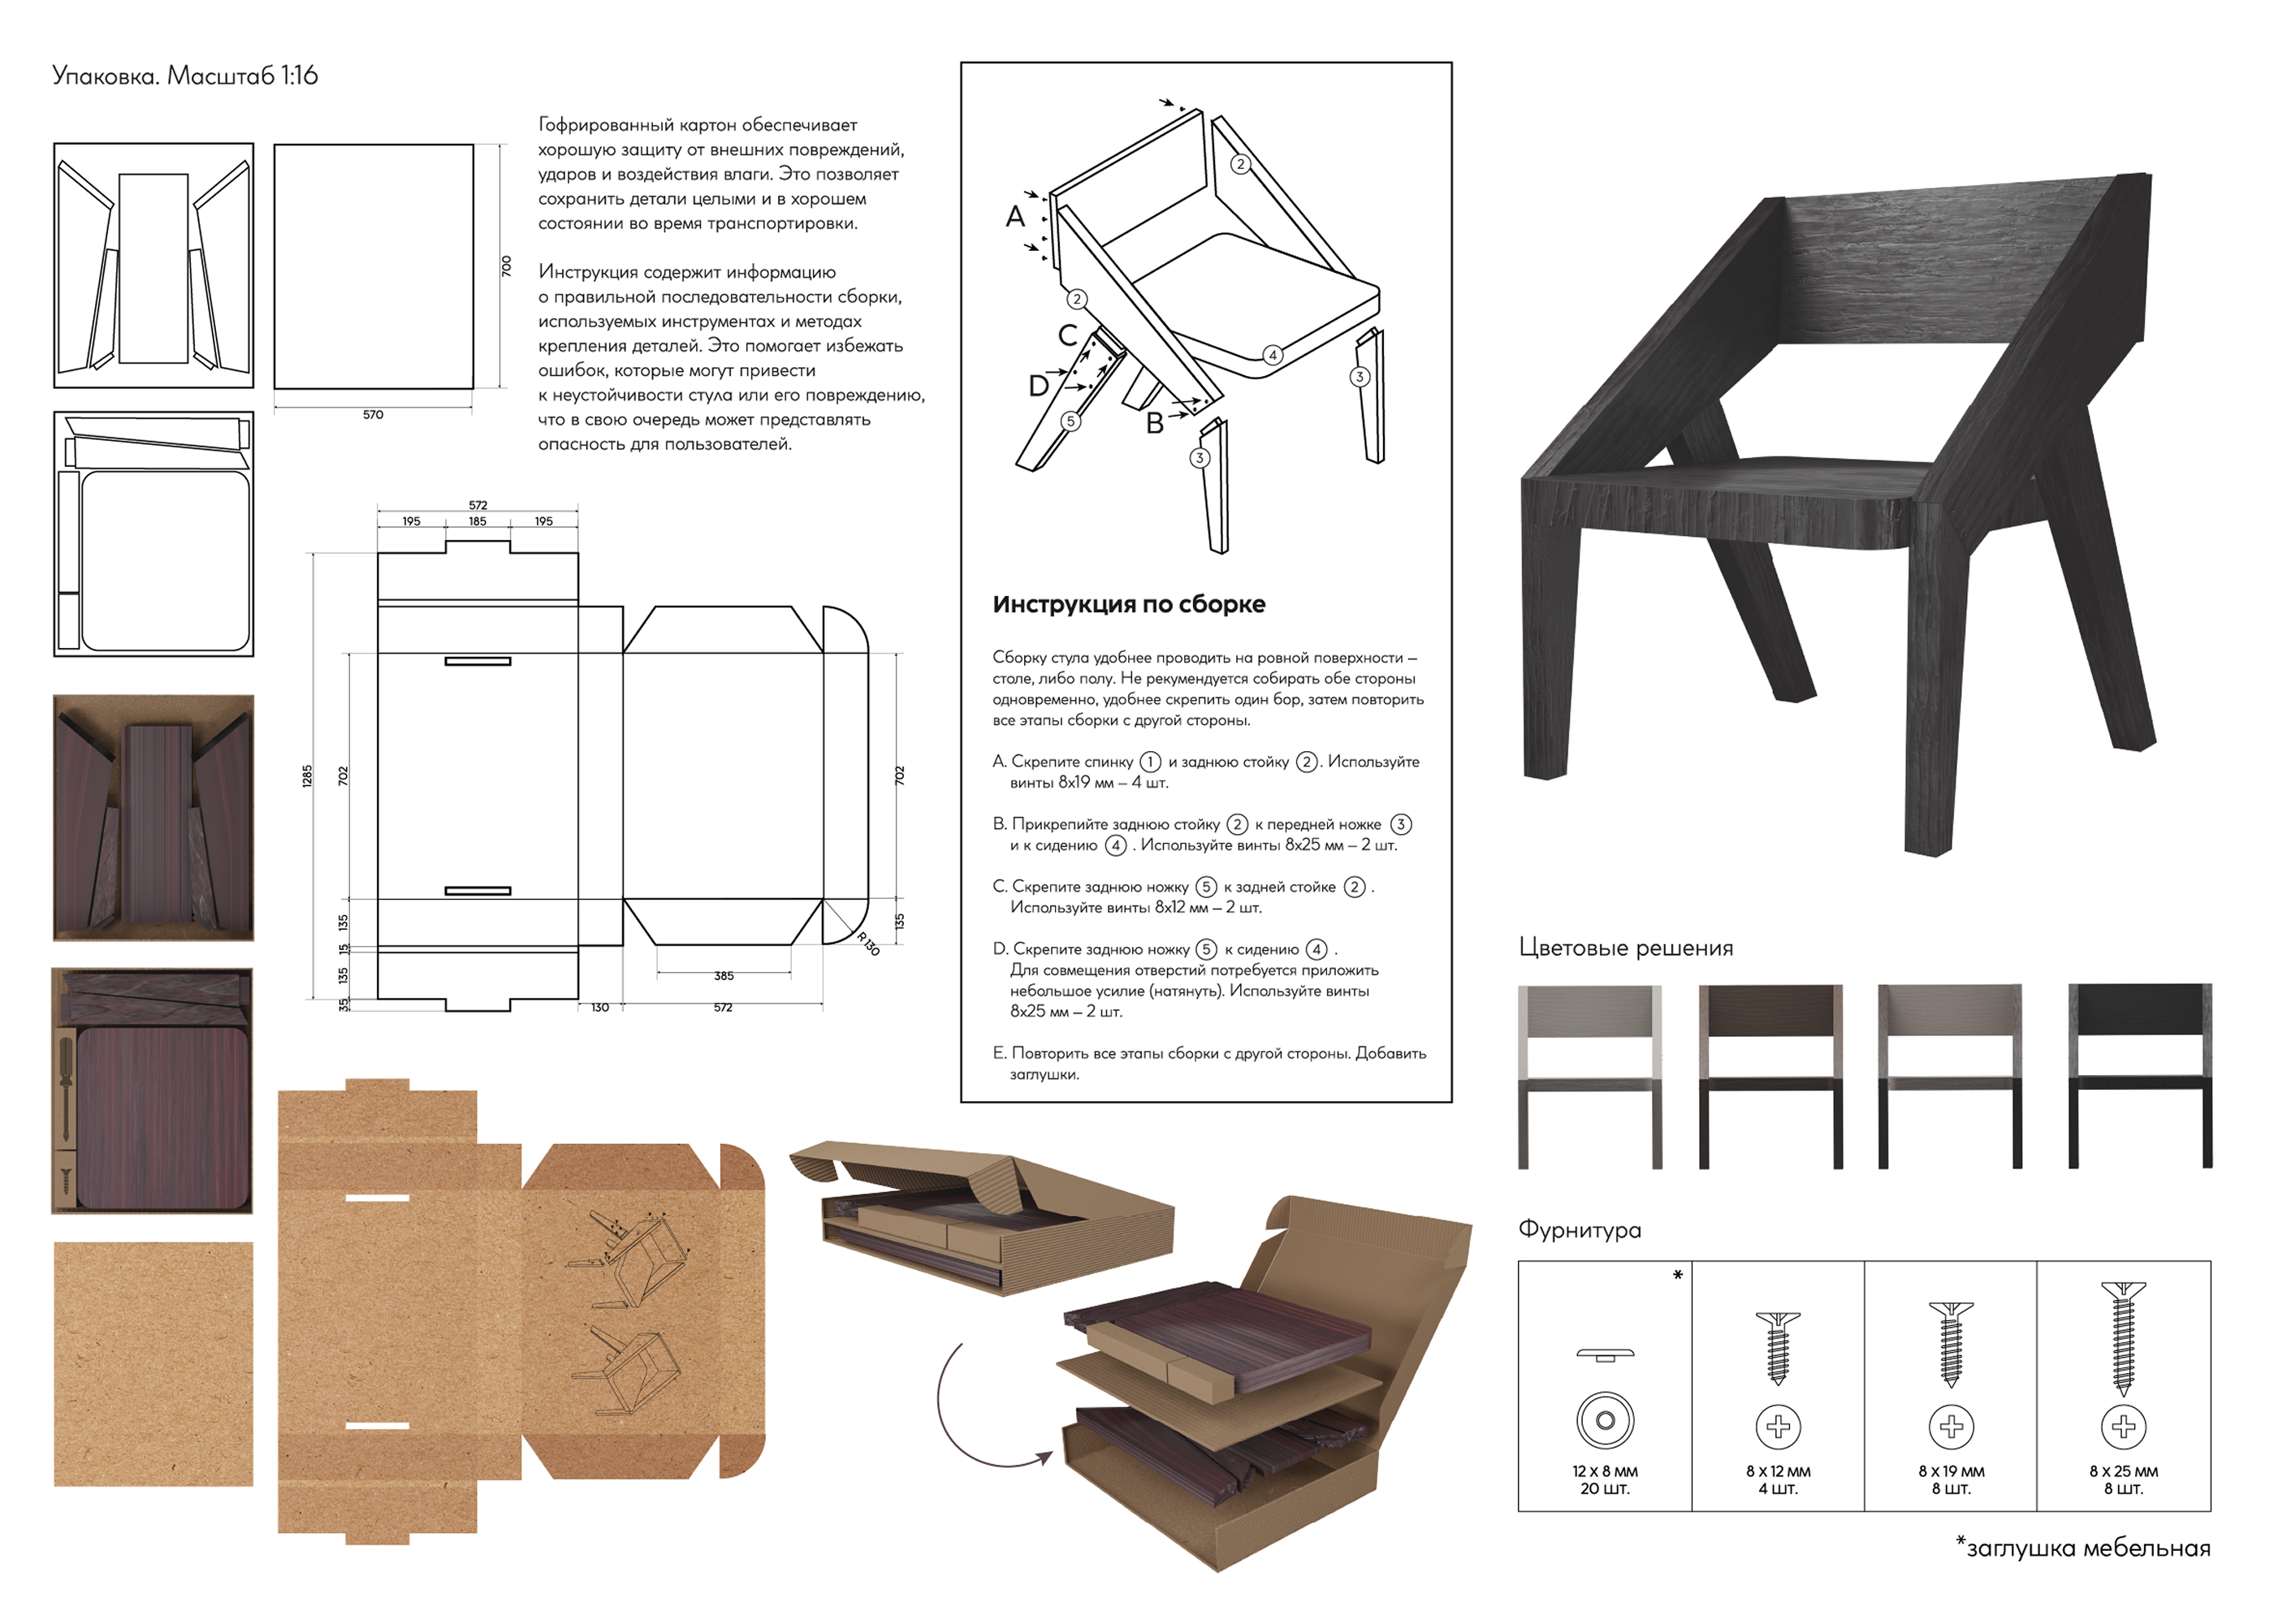 Упаковка. Масштаб 1:16
700
570
Гофрированный картон обеспечивает
хорошую защиту от внешних повреждений,
ударов и воздействия влаги. Это позволяет
сохранить детали целыми и в хорошем
состоянии во время транспортировки.
Инструкция содержит информацию
о правильной последовательности сборки,
используемых инструментах и методах
крепления деталей. Это помогает избежать
ошибок, которые могут привести
к неустойчивости стула или его повреждению,
что в свою очередь может представлять
опасность для пользователей.
572
195 185 195
1285
702
702
135
15
135
35
135
R 130
385
130
572
2
A
2
C
4
D
3
5
B
3
Инструкция по сборке
Сборку стула удобнее проводить на ровной поверхности –
столе, либо полу. Не рекумендуется собирать обе стороны
одновременно, удобнее скрепить один бор, затем повторить
все этапы сборки с другой стороны.
A. Скрепите спинку 1 и заднюю стойку 2. Используйте
винты 8х19 мм – 4 шт.
B. Прикрепийте заднюю стойку 2 к передней ножке 3
и к сидению 4 . Используйте винты 8х25 мм – 2 шт.
C. Скрепите заднюю ножку 5 к задней стойке 2 .
Используйте винты 8х12 мм – 2 шт.
D. Скрепите заднюю ножку 5 к сидению 4 .
Для совмещения отверстий потребуется приложить
небольшое усилие (натянуть). Используйте винты
8х25 мм – 2 шт.
E. Повторить все этапы сборки с другой стороны. Добавить
заглушки.
Цветовые решения
Фурнитура
*
12 х 8 мм
20 шт.
8 х 12 мм
4 шт.
8 х 19 мм
8 шт.
8 х 25 мм
8 шт.
*заглушка мебельная